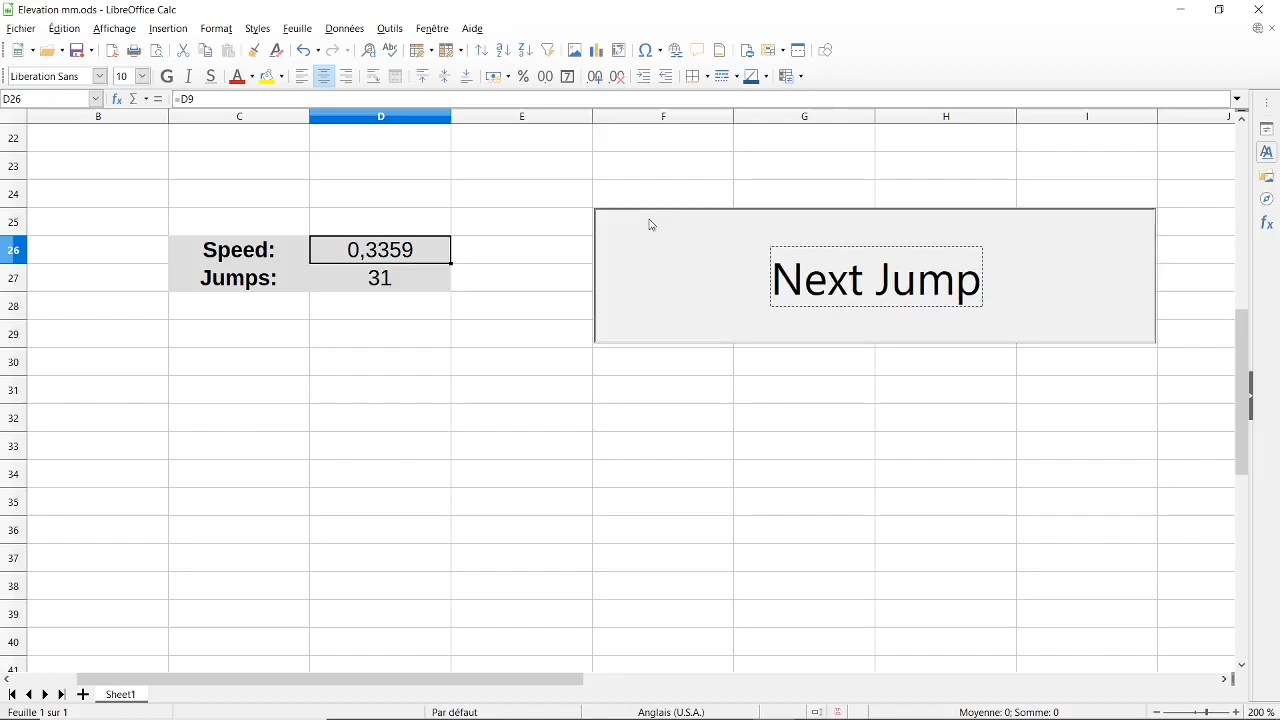 Elevation mm.ods - LibreOffice Calc
Fichier Édition Affichage Insertion Format Styles Feuille Données Outils Fenêtre Aide
Liberation Sans 10 G I S
D26 =D9
B C D E F G H I J
22
23
24
25
26 Speed: 0,3359
27 Jumps: 31
Next Jump
28
29
30
31
32
33
34
35
36
37
38
39
40
41
Sheet1
Feuille 1 sur 1 Par défaut Anglais (U.S.A.) Moyenne: 0; Somme: 0 200 %